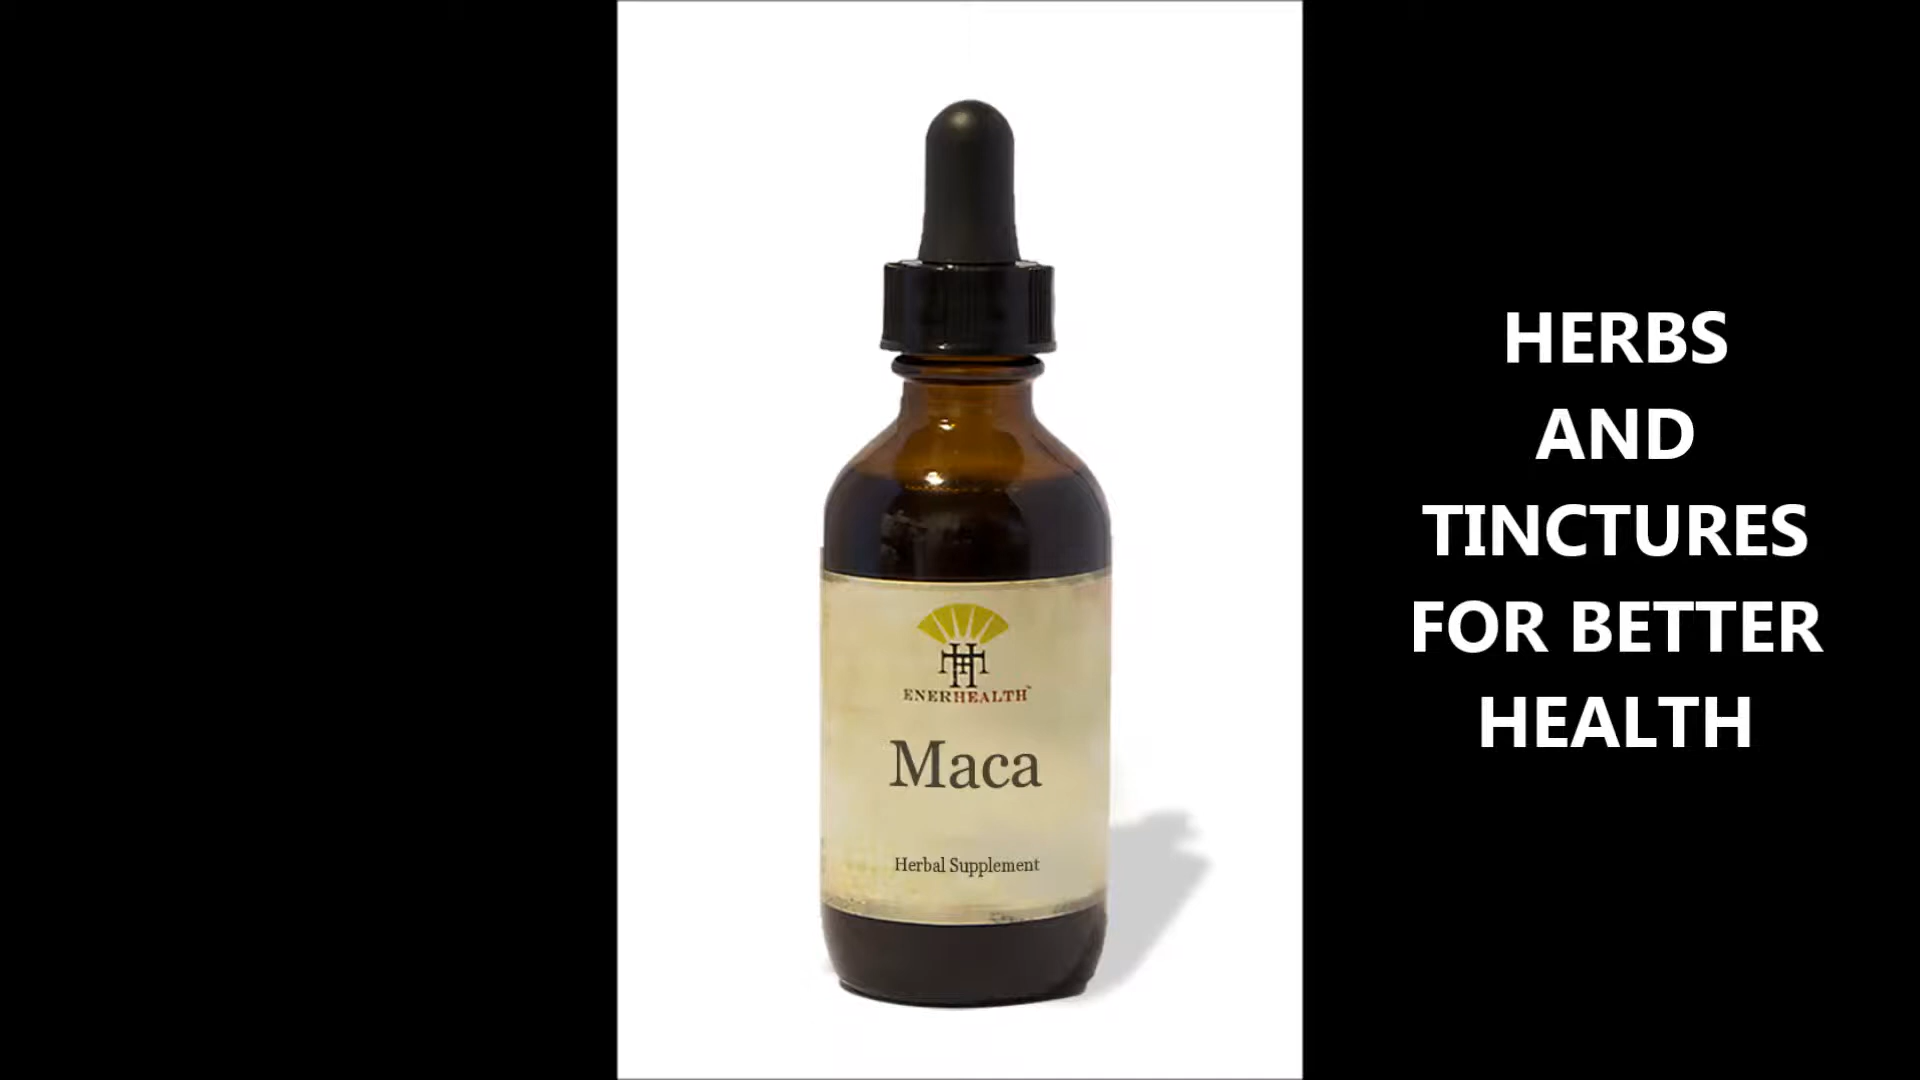 HERBS
AND
TINCTURES
FOR BETTER
HEALTH
ENERHEALTH™
Maca
Herbal Supplement